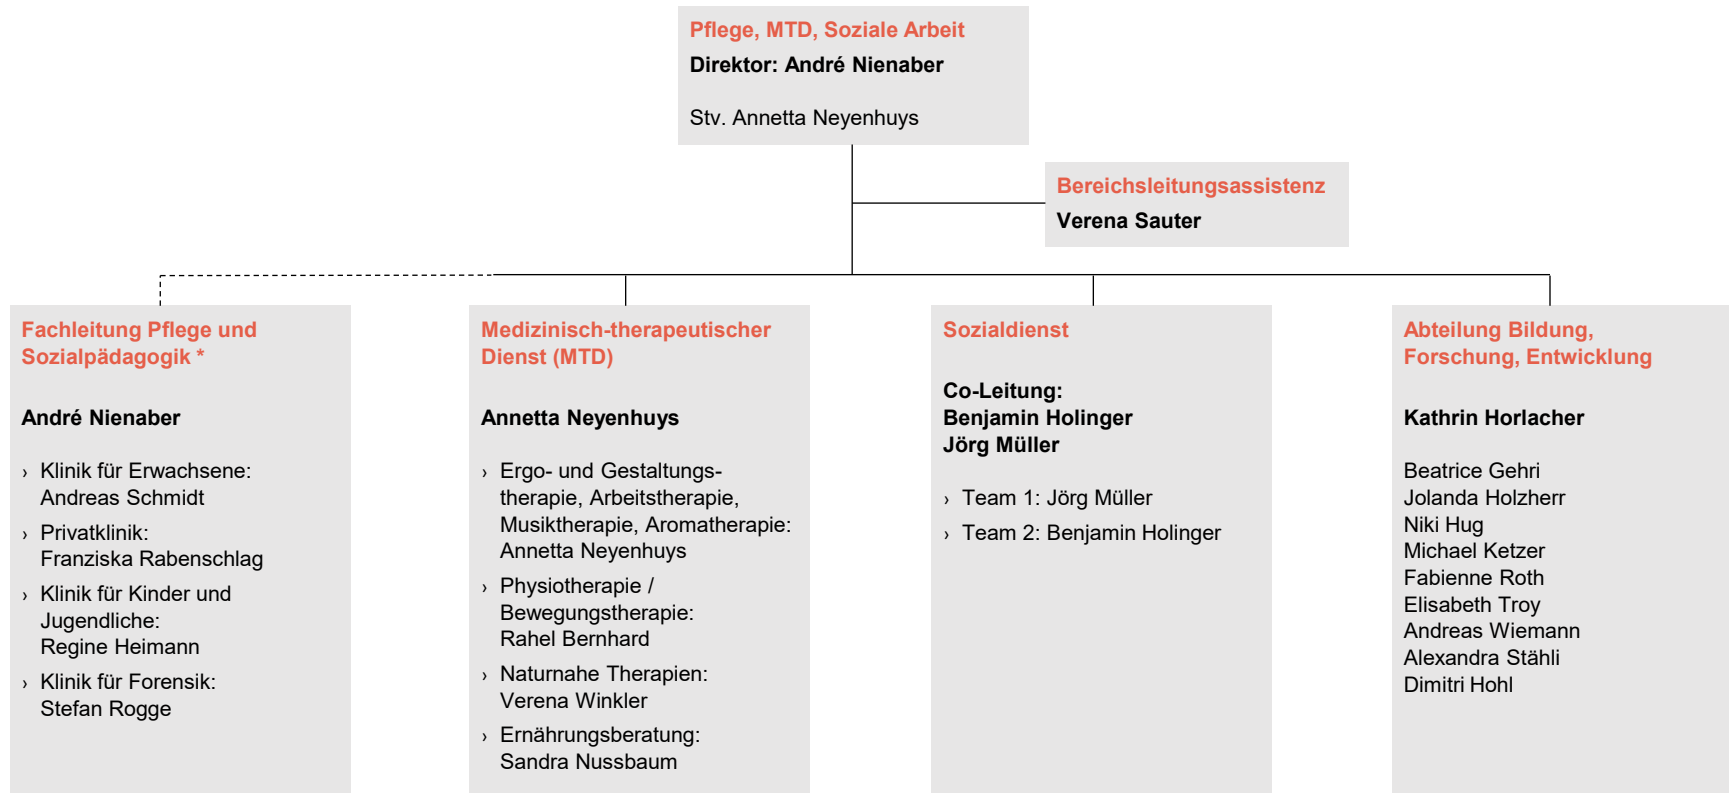 Pflege, MTD, Soziale Arbeit
Direktor: André Nienaber
Stv. Annetta Neyenhuys
Bereichsleitungsassistenz
Verena Sauter
Fachleitung Pflege und
Sozialpädagogik *
André Nienaber
› Klinik für Erwachsene:
Andreas Schmidt
› Privatklinik:
Franziska Rabenschlag
› Klinik für Kinder und
Jugendliche:
Regine Heimann
› Klinik für Forensik:
Stefan Rogge
Medizinisch-therapeutischer
Dienst (MTD)
Annetta Neyenhuys
› Ergo- und Gestaltungs-
therapie, Arbeitstherapie,
Musiktherapie, Aromatherapie:
Annetta Neyenhuys
› Physiotherapie /
Bewegungstherapie:
Rahel Bernhard
› Naturnahe Therapien:
Verena Winkler
› Ernährungsberatung:
Sandra Nussbaum
Sozialdienst
Co-Leitung:
Benjamin Holinger
Jörg Müller
› Team 1: Jörg Müller
› Team 2: Benjamin Holinger
Abteilung Bildung,
Forschung, Entwicklung
Kathrin Horlacher
Beatrice Gehri
Jolanda Holzherr
Niki Hug
Michael Ketzer
Fabienne Roth
Elisabeth Troy
Andreas Wiemann
Alexandra Stähli
Dimitri Hohl